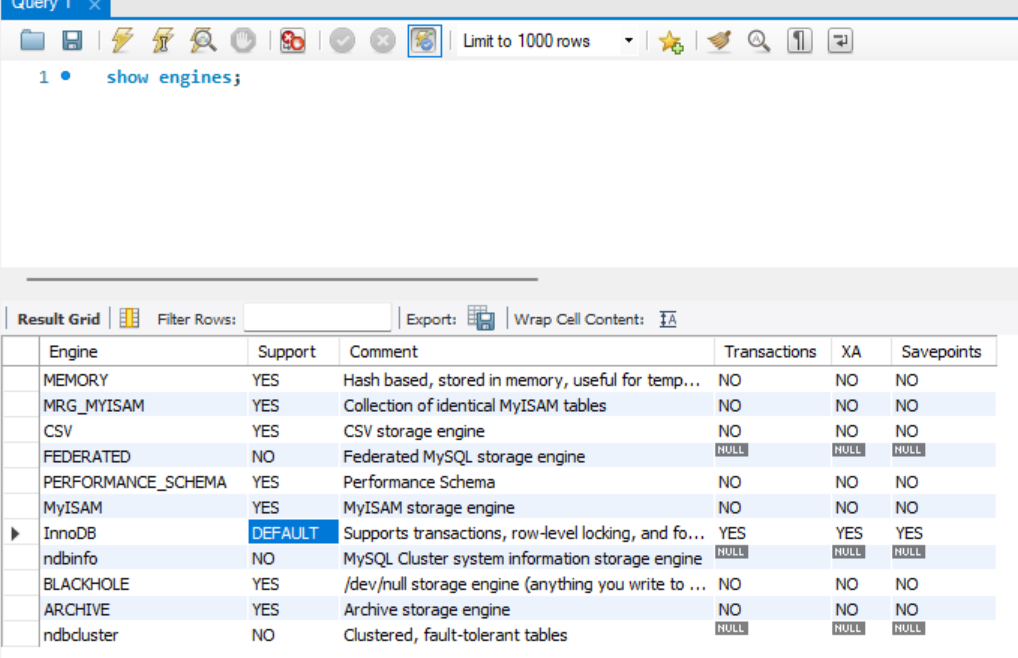 Query 1
Limit to 1000 rows
1 show engines;
Result Grid Filter Rows: Export: Wrap Cell Content:
Engine Support Comment Transactions XA Savepoints
MEMORY YES Hash based, stored in memory, useful for temp... NO NO NO
MRG_MYISAM YES Collection of identical MyISAM tables NO NO NO
CSV YES CSV storage engine NO NO NO
FEDERATED NO Federated MySQL storage engine NULL NULL NULL
PERFORMANCE_SCHEMA YES Performance Schema NO NO NO
MyISAM YES MyISAM storage engine NO NO NO
InnoDB DEFAULT Supports transactions, row-level locking, and fo... YES YES YES
ndbinfo NO MySQL Cluster system information storage engine NULL NULL NULL
BLACKHOLE YES /dev/null storage engine (anything you write to ... NO NO NO
ARCHIVE YES Archive storage engine NO NO NO
ndbcluster NO Clustered, fault-tolerant tables NULL NULL NULL